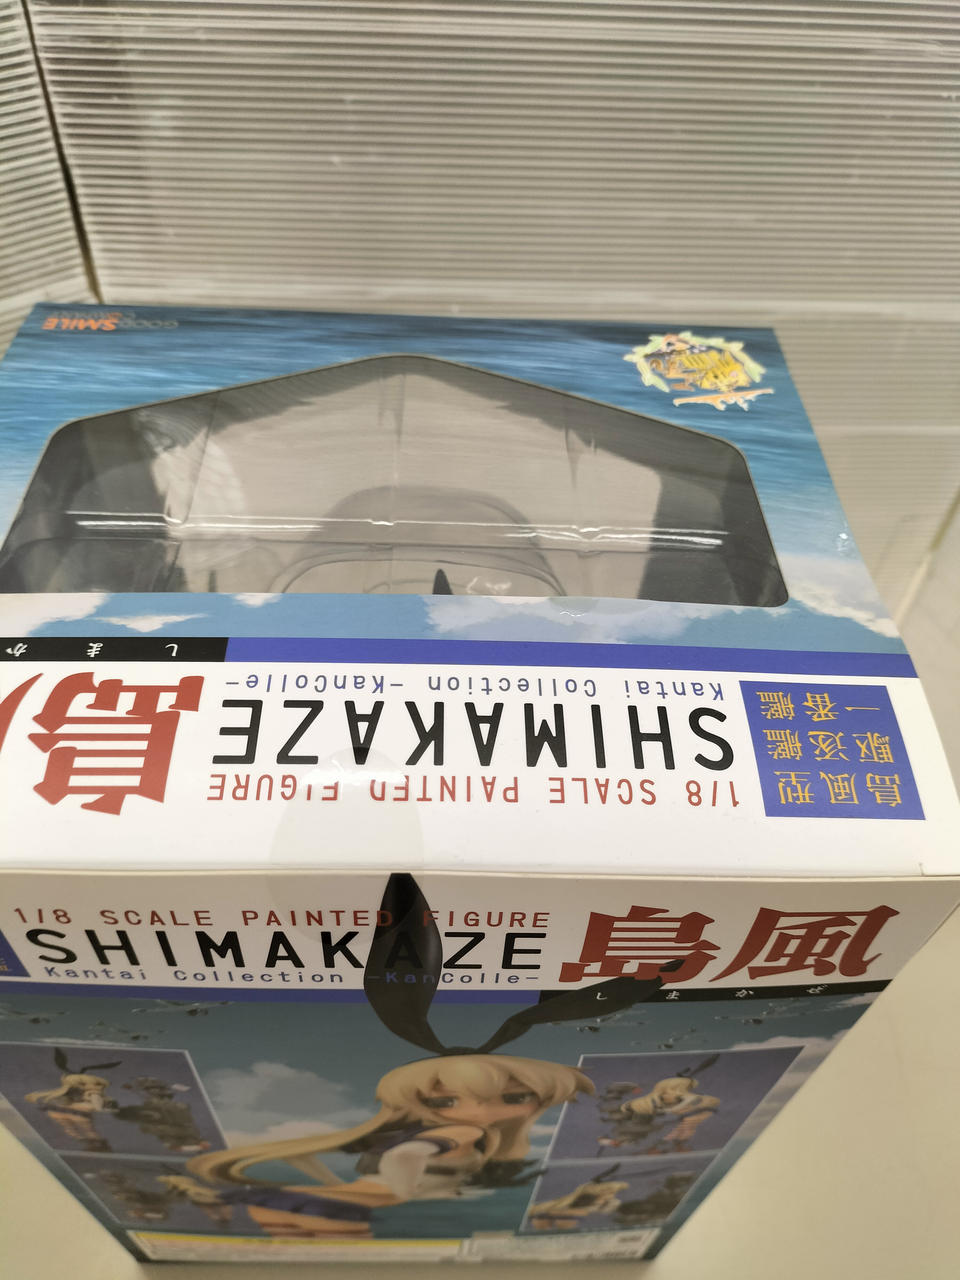 GOOD SMILE
COMPANY
しまか
島
SHIMAKAZE
Kantai Collection -KanColle-
1/8 SCALE PAINTED FIGURE
島風型
駆逐艦
一番艦
1/8 SCALE PAINTED FIGURE
SHIMAKAZE
Kantai Collection -KanColle-
島風
しまかぜ